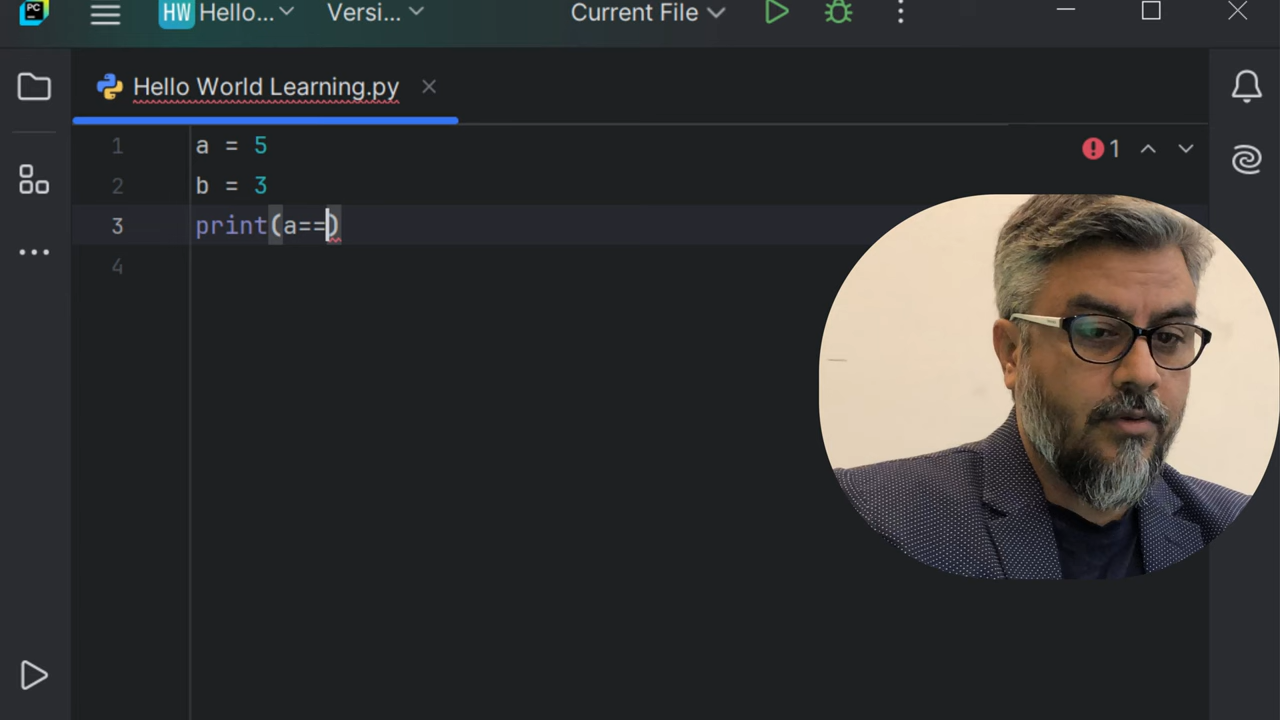 PC
HW Hello... Versi... Current File
Hello World Learning.py
1 a = 5
2 b = 3
3 print(a==)
4
1